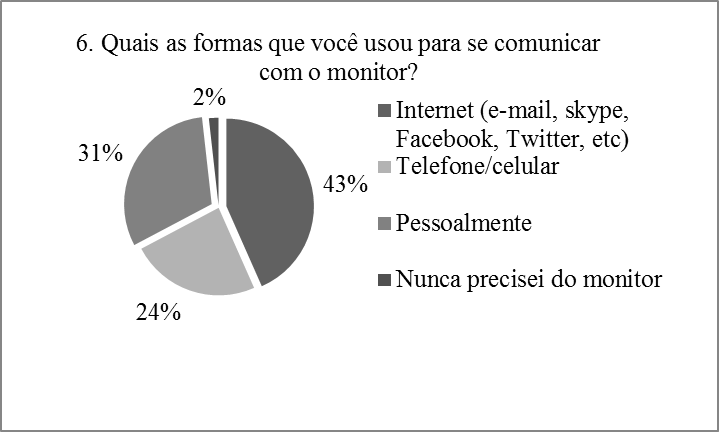 6. Quais as formas que você usou para se comunicar
com o monitor?
2%
31%
43%
24%
Internet (e-mail, skype,
Facebook, Twitter, etc)
Telefone/celular
Pessoalmente
Nunca precisei do monitor